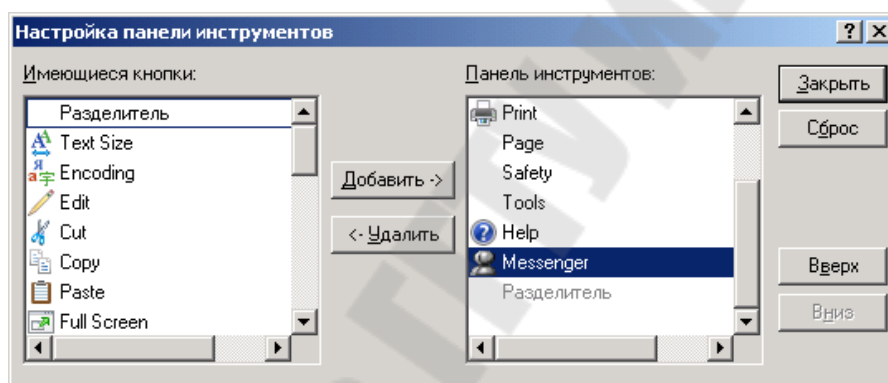 Настройка панели инструментов
Имеющиеся кнопки:
Разделитель
Text Size
Encoding
Edit
Cut
Copy
Paste
Full Screen
Добавить ->
<- Удалить
Панель инструментов:
Print
Page
Safety
Tools
Help
Messenger
Разделитель
Закрыть
Сброс
Вверх
Вниз